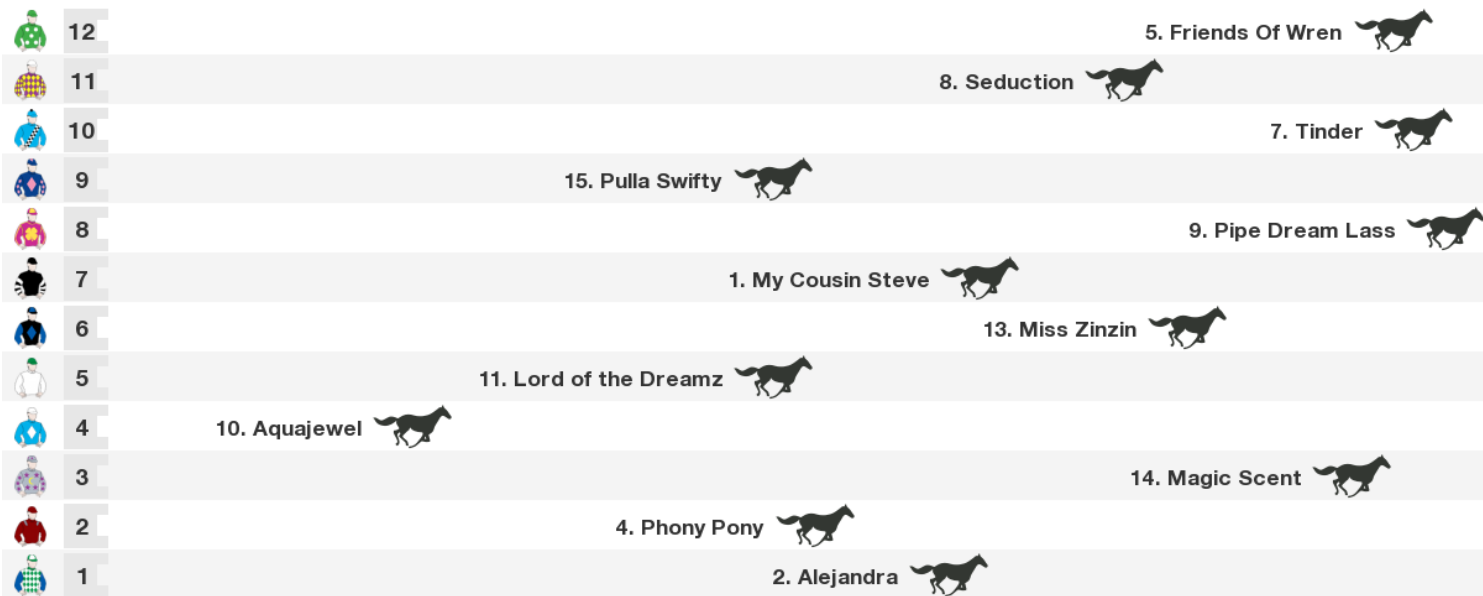 12 5. Friends Of Wren
11 8. Seduction
10 7. Tinder
9 15. Pulla Swifty
8 9. Pipe Dream Lass
7 1. My Cousin Steve
6 13. Miss Zinzin
5 11. Lord of the Dreamz
4 10. Aquajewel
3 14. Magic Scent
2 4. Phony Pony
1 2. Alejandra